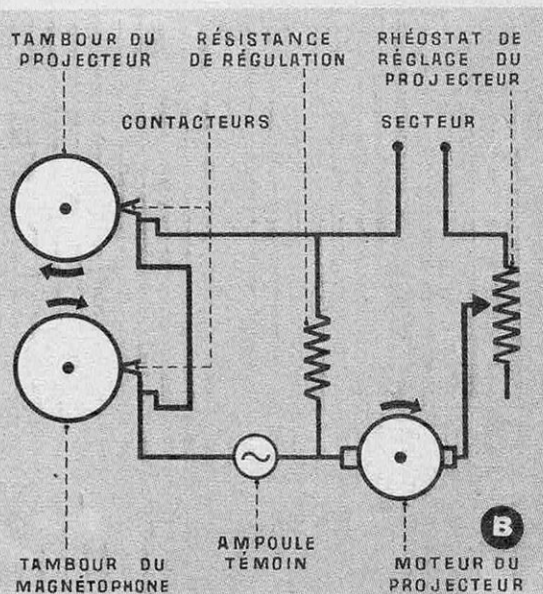 TAMBOUR DU
PROJECTEUR
RÉSISTANCE
DE RÉGULATION
RHÉOSTAT DE
RÉGLAGE DU
PROJECTEUR
CONTACTEURS
SECTEUR
B
TAMBOUR DU
MAGNÉTOPHONE
AMPOULE
TÉMOIN
MOTEUR DU
PROJECTEUR